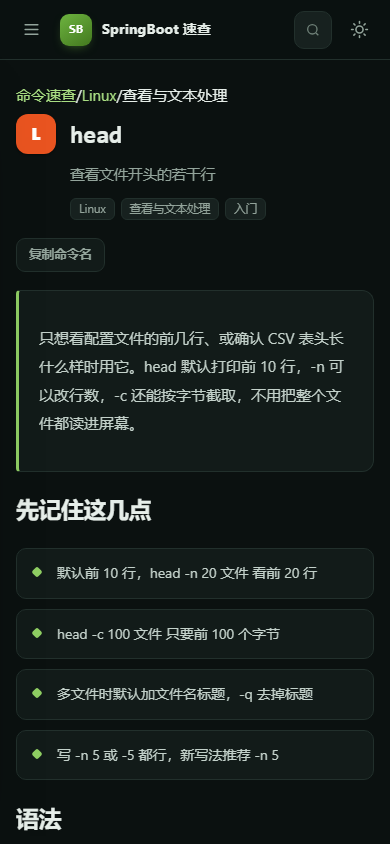 SB SpringBoot 速查
命令速查/Linux/查看与文本处理
L head
查看文件开头的若干行
Linux 查看与文本处理 入门
复制命令名
只想看配置文件的前几行、或确认 CSV 表头长
什么样时用它。head 默认打印前 10 行，-n 可
以改行数，-c 还能按字节截取，不用把整个文
件都读进屏幕。
先记住这几点
默认前 10 行，head -n 20 文件 看前 20 行
head -c 100 文件 只要前 100 个字节
多文件时默认加文件名标题，-q 去掉标题
写 -n 5 或 -5 都行，新写法推荐 -n 5
语法